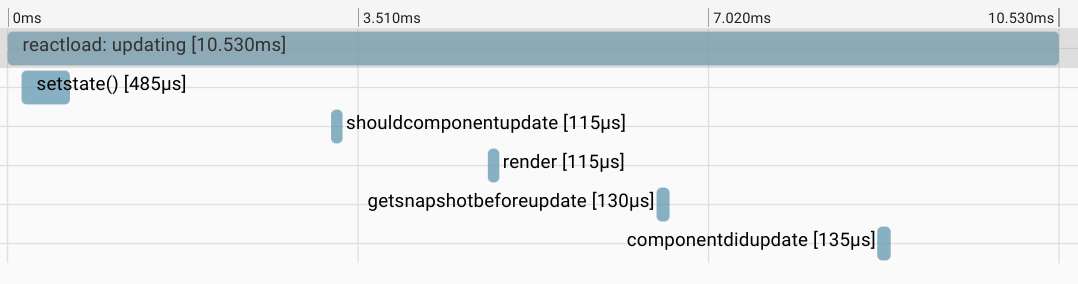 0ms 3.510ms 7.020ms 10.530ms
reactload: updating [10.530ms]
setstate() [485µs]
shouldcomponentupdate [115µs]
render [115µs]
getsnapshotbeforeupdate [130µs]
componentdidupdate [135µs]